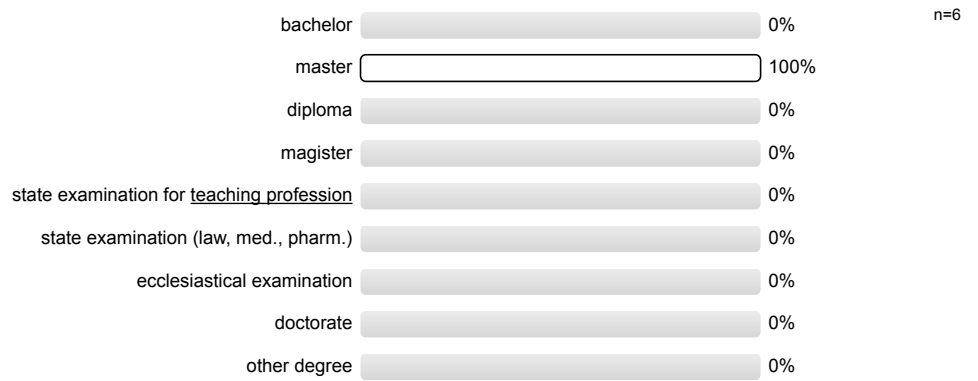 n=6
bachelor 0%
master 100%
diploma 0%
magister 0%
state examination for teaching profession 0%
state examination (law, med., pharm.) 0%
ecclesiastical examination 0%
doctorate 0%
other degree 0%